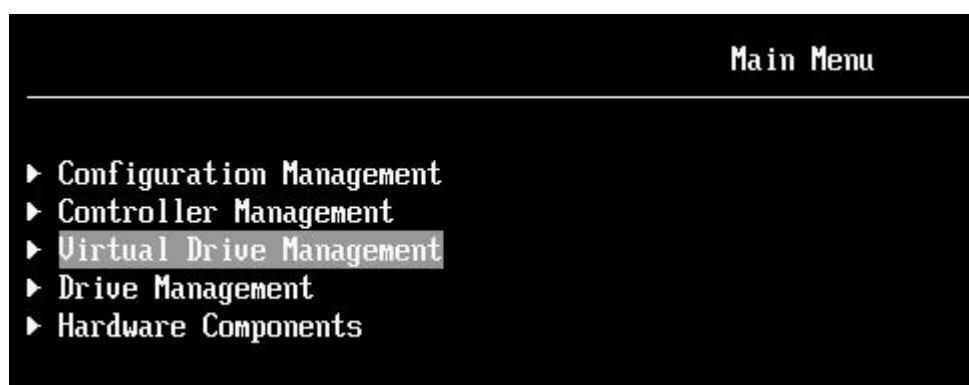 Main Menu
Configuration Management
Controller Management
Virtual Drive Management
Drive Management
Hardware Components